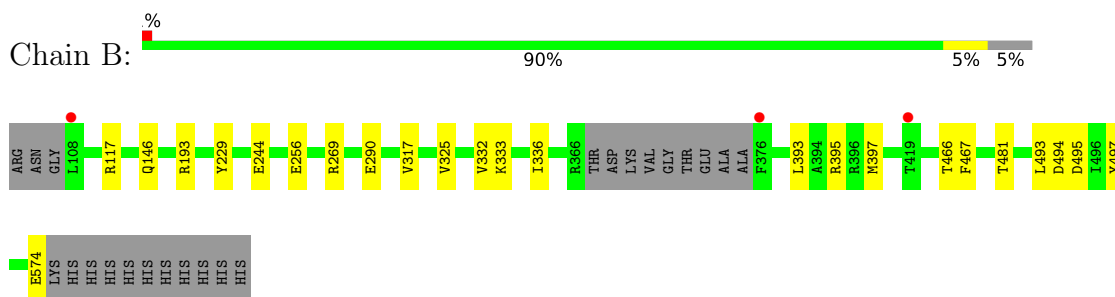 .%
Chain B:
90% 5% 5%
ARG ASN GLY L108 R117 Q146 R193 Y229 E244 E256 R269 E290 V317 V325 V332 K333 I336 R366 THR ASP LYS VAL GLY THR GLU ALA ALA F376 L393 A394 R395 R396 M397 T419 T466 F467 T481 L493 D494 D495 I496 Y497
E574 LYS HIS HIS HIS HIS HIS HIS HIS HIS HIS HIS